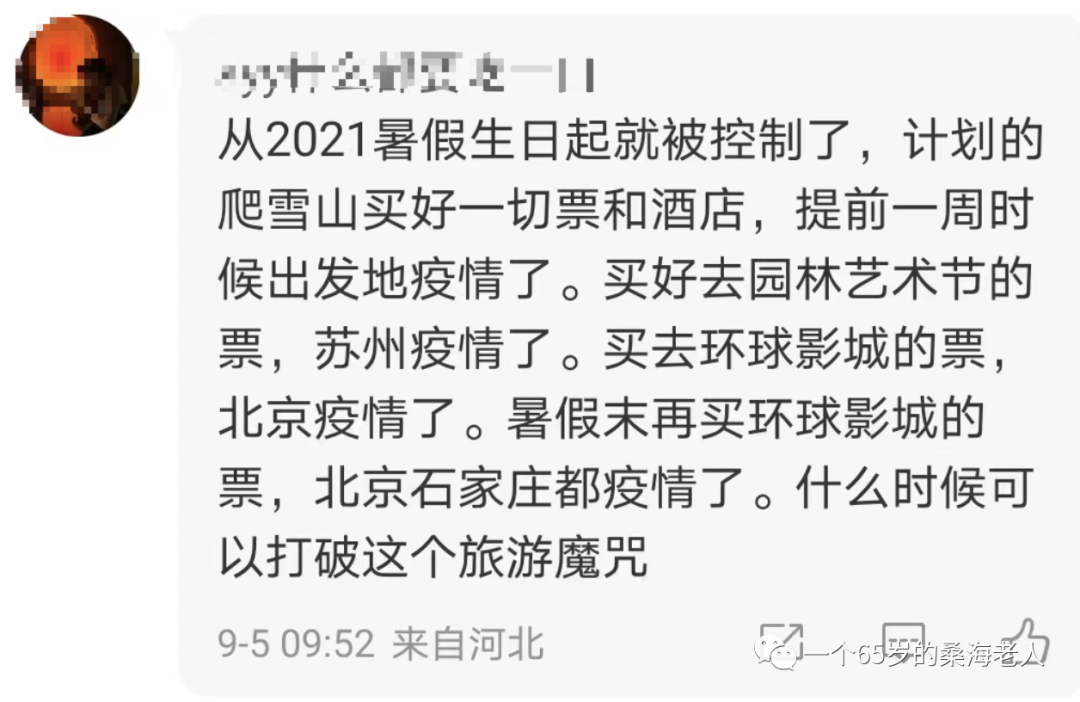 从2021暑假生日起就被控制了，计划的
爬雪山买好一切票和酒店，提前一周时
候出发地疫情了。买好去园林艺术节的
票，苏州疫情了。买去环球影城的票，
北京疫情了。暑假末再买环球影城的
票，北京石家庄都疫情了。什么时候可
以打破这个旅游魔咒
9-5 09:52 来自河北
一个65岁的桑海老人